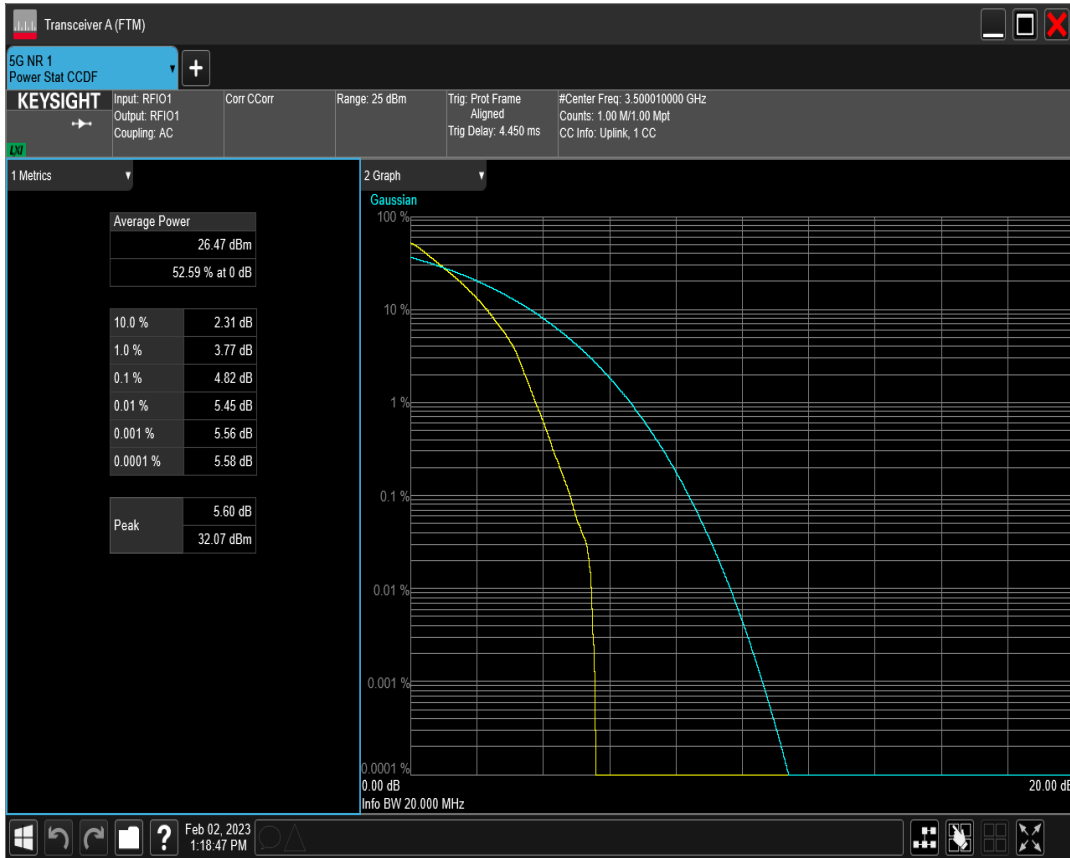 Transceiver A (FTM)
5G NR 1
Power Stat CCDF
+
KEYSIGHT
LXI
Input: RFIO1
Output: RFIO1
Coupling: AC
Corr CCorr
Range: 25 dBm
Trig: Prot Frame
Aligned
Trig Delay: 4.450 ms
#Center Freq: 3.500010000 GHz
Counts: 1.00 M/1.00 Mpt
CC Info: Uplink, 1 CC
1 Metrics
Average Power
26.47 dBm
52.59 % at 0 dB
10.0 % 2.31 dB
1.0 % 3.77 dB
0.1 % 4.82 dB
0.01 % 5.45 dB
0.001 % 5.56 dB
0.0001 % 5.58 dB
Peak 5.60 dB
32.07 dBm
2 Graph
Gaussian
100 %
10 %
1 %
0.1 %
0.01 %
0.001 %
0.0001 %
0.00 dB 20.00 dB
Info BW 20.000 MHz
?
Feb 02, 2023
1:18:47 PM